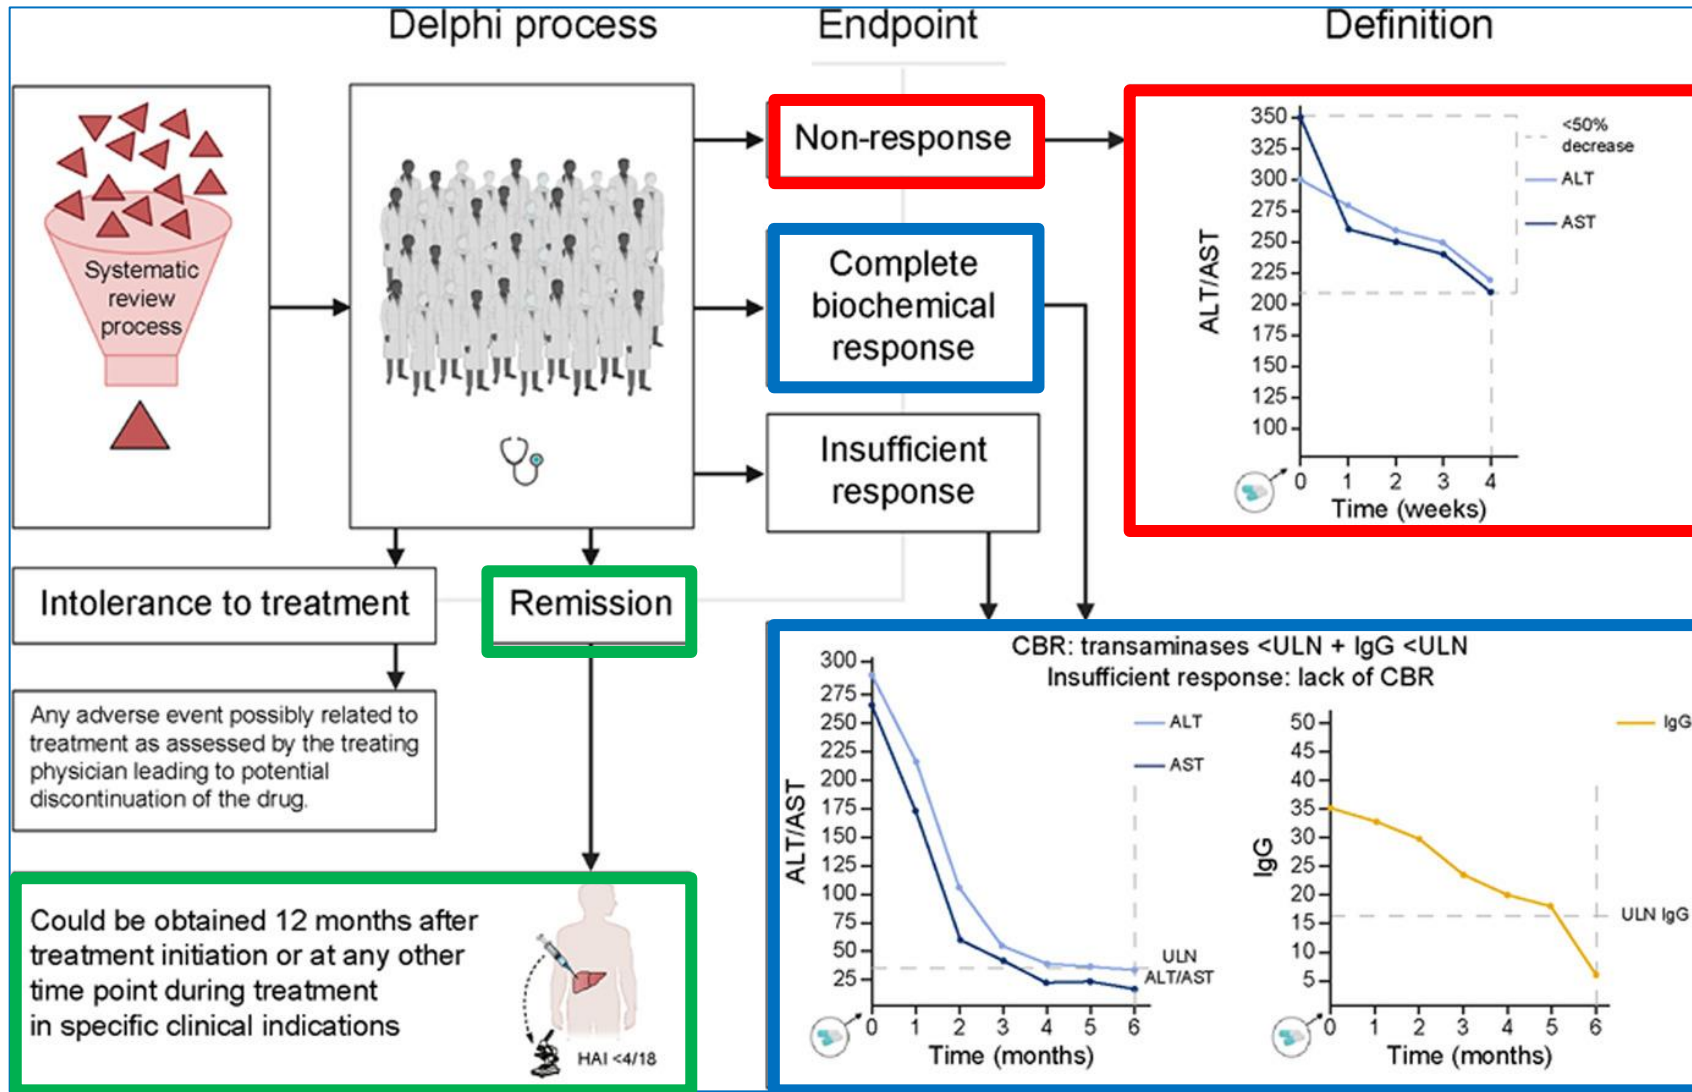 Delphi process
Endpoint
Definition
Systematic
review
process
Non-response
Complete
biochemical
response
Insufficient
response
350
325
300
275
250
225
200
175
150
125
100
ALT/AST
0 1 2 3 4
Time (weeks)
<50%
decrease
ALT
AST
Intolerance to treatment
Remission
Any adverse event possibly related to
treatment as assessed by the treating
physician leading to potential
discontinuation of the drug.
Could be obtained 12 months after
treatment initiation or at any other
time point during treatment
in specific clinical indications
HAI <4/18
CBR: transaminases <ULN + IgG <ULN
Insufficient response: lack of CBR
300
275
250
225
200
175
150
125
100
75
50
25
ALT/AST
0 1 2 3 4 5 6
Time (months)
ALT
AST
ULN
ALT/AST
50
45
40
35
30
25
20
15
10
5
IgG
0 1 2 3 4 5 6
Time (months)
IgG
ULN IgG